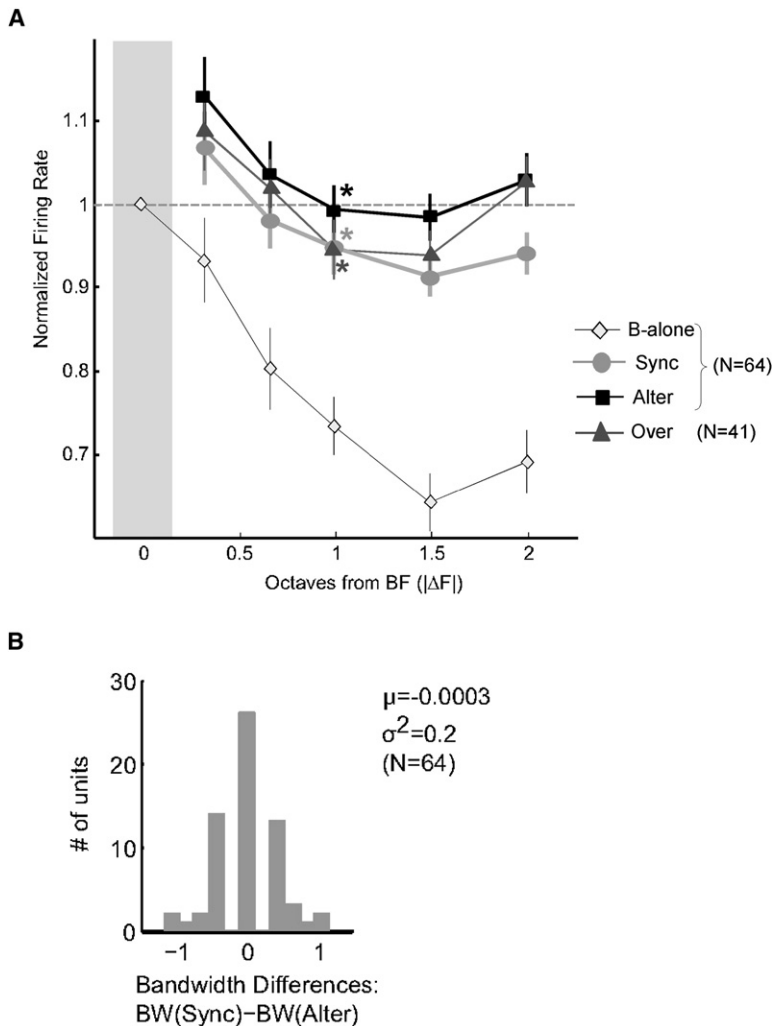 A
Normalized Firing Rate
1.1
1
0.9
0.8
0.7
*
*
*
0
0.5
1
1.5
2
Octaves from BF (|ΔF|)
B-alone
Sync
Alter
(N=64)
Over (N=41)
B
# of units
30
20
10
0
−1
0
1
μ=-0.0003
σ²=0.2
(N=64)
Bandwidth Differences:
BW(Sync)−BW(Alter)